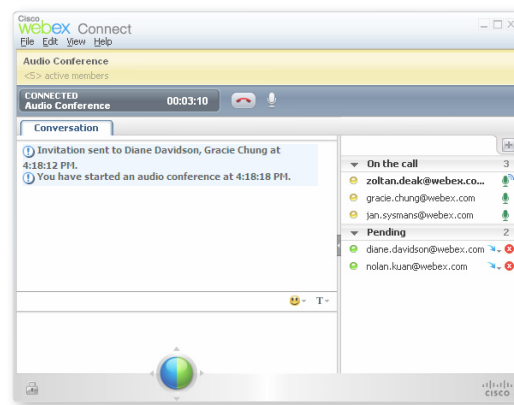 Cisco
webex Connect
File Edit View Help
Audio Conference
<5> active members
CONNECTED
Audio Conference 00:03:10
Conversation
Invitation sent to Diane Davidson, Gracie Chung at
4:18:12 PM.
You have started an audio conference at 4:18:18 PM.
On the call 3
zoltan.deak@webex.co...
gracie.chung@webex.com
jan.sysmans@webex.com
Pending 2
diane.davidson@webex.com
nolan.kuan@webex.com
T
CISCO